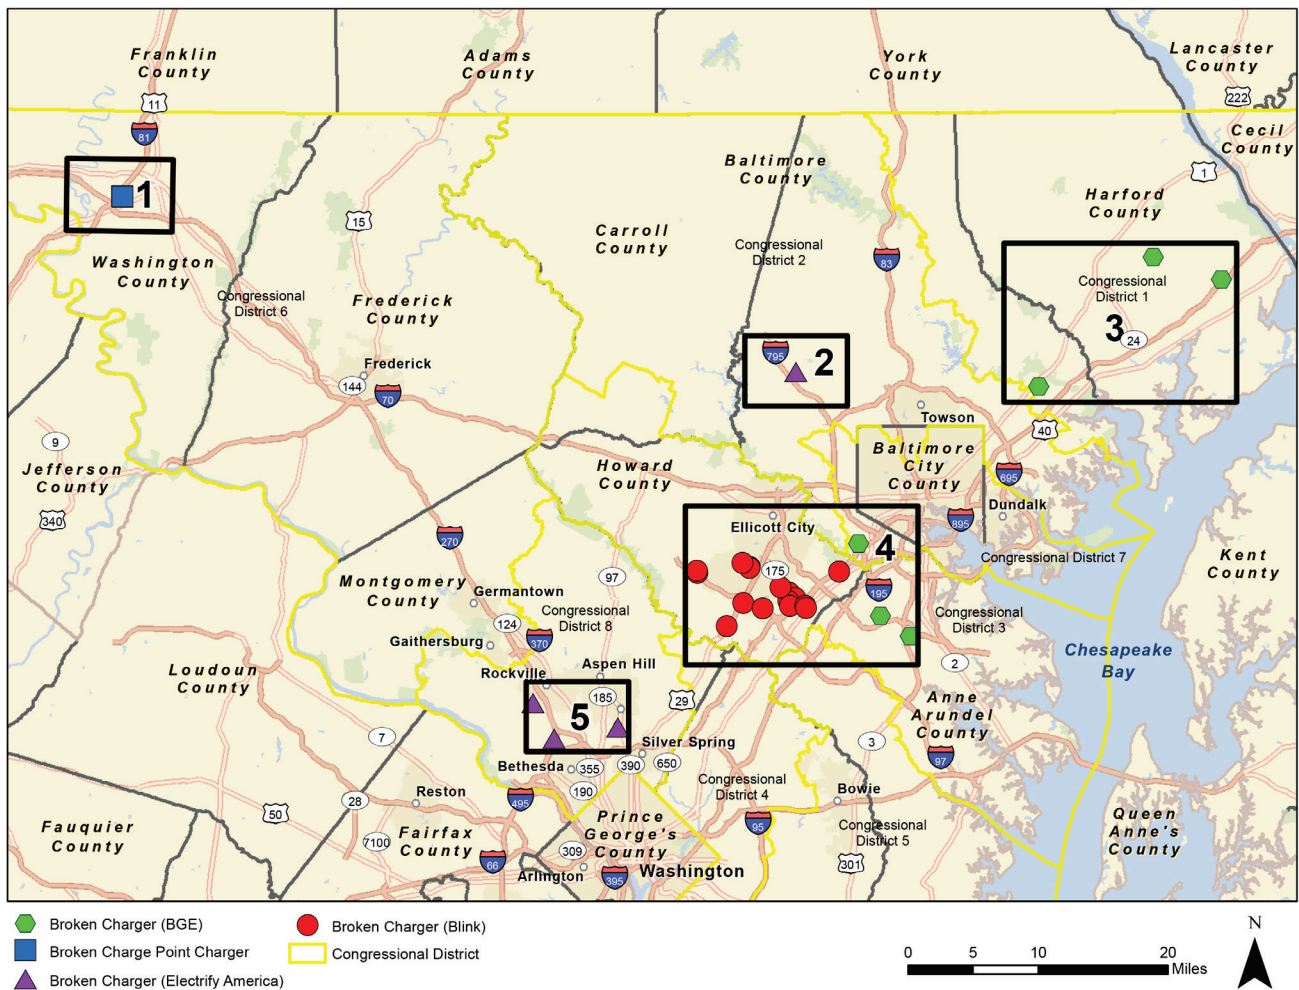 Franklin
County
Adams
County
York
County
Lancaster
County
11
222
81
Cecil
County
1
Baltimore
County
1
Harford
County
15
Carroll
County
Congressional
District 2
83
Washington
County
Congressional
District 6
Frederick
County
Congressional
District 1
3
24
795
2
Frederick
144
70
Towson
40
9
Jefferson
County
Howard
County
Baltimore
City
County
695
340
Dundalk
895
Ellicott City
4
270
Congressional District 7
Kent
County
175
97
195
Montgomery
County
Germantown
124
Congressional
District 8
Congressional
District 3
Gaithersburg
370
Chesapeake
Bay
Loudoun
County
Rockville
Aspen Hill
2
185
5
29
Anne
Arundel
County
7
Silver Spring
3
97
Bethesda
355
390
650
Congressional
District 4
Reston
28
495
190
Bowie
50
Fauquier
County
7100
Fairfax
County
Prince
George's
County
95
Congressional
District 5
Queen
Anne's
County
309
66
301
Arlington
395
Washington
Broken Charger (BGE)
Broken Charge Point Charger
Broken Charger (Electrify America)
Broken Charger (Blink)
Congressional District
0
5
10
20
Miles
N